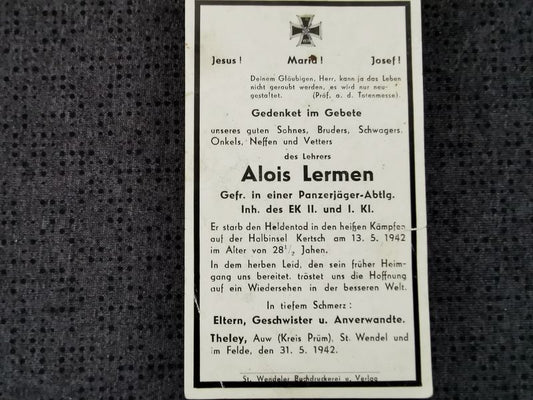 Jesus! Maria! Josef!
Deinem Gläubigen, Herr, kann ja das Leben
nicht geraubt werden, es wird nur neu-
gestaltet. (Präf. a. d. Totenmesse).
Gedenket im Gebete
unseres guten Sohnes, Bruders, Schwagers,
Onkels, Neffen und Vetters
des Lehrers
Alois Lermen
Gefr. in einer Panzerjäger-Abtlg.
Inh. des EK II. und I. Kl.
Er starb den Heldentod in den heißen Kämpfen
auf der Halbinsel Kertsch am 13. 5. 1942
im Alter von 28 1/2 Jahen.
In dem herben Leid, den sein früher Heim-
gang uns bereitet, tröstet uns die Hoffnung
auf ein Wiedersehen in der besseren Welt.
In tiefem Schmerz:
Eltern, Geschwister u. Anverwandte.
Theley, Auw (Kreis Prüm), St. Wendel und
im Felde, den 31. 5. 1942.
St. Wendeler Buchdruckerei u. Verlag